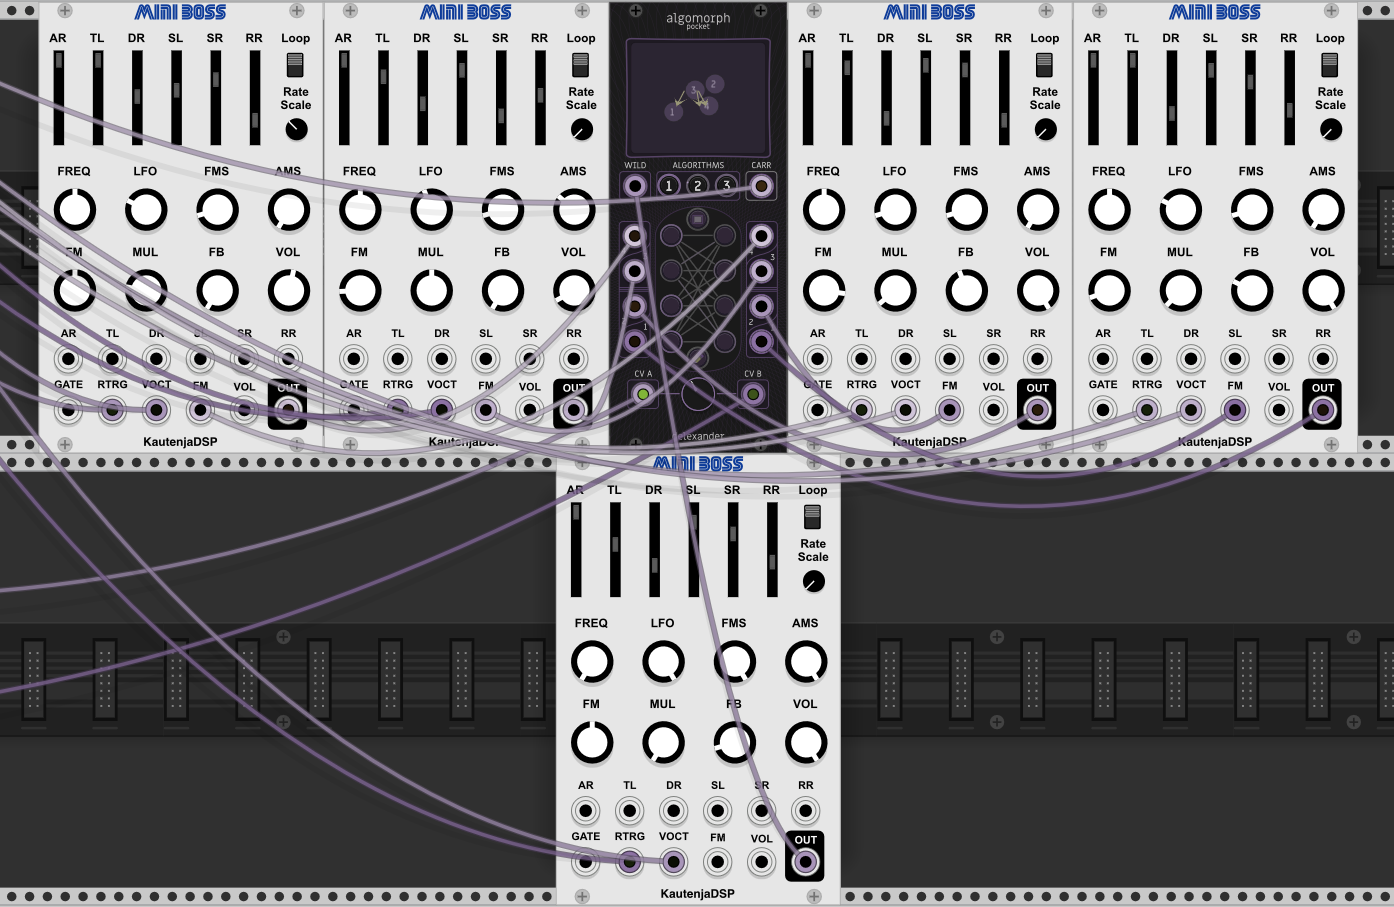 MINI BOSS MINI BOSS algomorph MINI BOSS MINI BOSS
pocket
AR TL DR SL SR RR Loop AR TL DR SL SR RR Loop AR TL DR SL SR RR Loop AR TL DR SL SR RR Loop
3 2
Rate Rate Rate Rate
Scale Scale Scale Scale
1 4
WILD ALGORITHMS CARR
FREQ LFO FMS AMS FREQ LFO FMS AMS FREQ LFO FMS AMS FREQ LFO FMS AMS
1 2 3
FM MUL FB VOL FM MUL FB VOL FM MUL FB VOL FM MUL FB VOL
3
1 2
AR TL DR SL SR RR AR TL DR SL SR RR AR TL DR SL SR RR AR TL DR SL SR RR
CV A CV B
GATE RTRG VOCT FM VOL OUT GATE RTRG VOCT FM VOL OUT GATE RTRG VOCT FM VOL OUT GATE RTRG VOCT FM VOL OUT
KautenjaDSP KautenjaDSP KautenjaDSP KautenjaDSP
MINI BOSS
AR TL DR SL SR RR Loop
Rate
Scale
FREQ LFO FMS AMS
FM MUL FB VOL
AR TL DR SL SR RR
GATE RTRG VOCT FM VOL OUT
KautenjaDSP